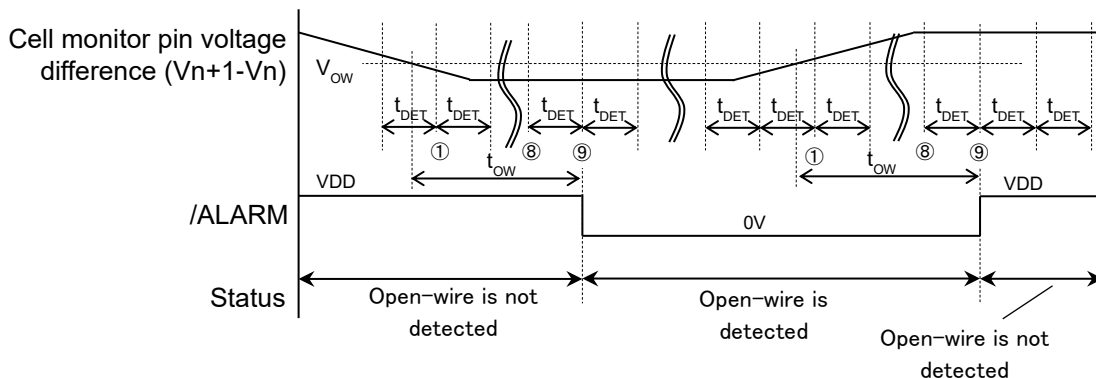 Cell monitor pin voltage
difference (Vn+1-Vn)
VOW
tDET tDET tDET tDET tDET tDET tDET tDET tDET tDET
① ⑧ ⑨ ① ⑧ ⑨
tOW tOW
VDD VDD
/ALARM
0V
Status
Open-wire is not
detected
Open-wire is
detected
Open-wire is not
detected